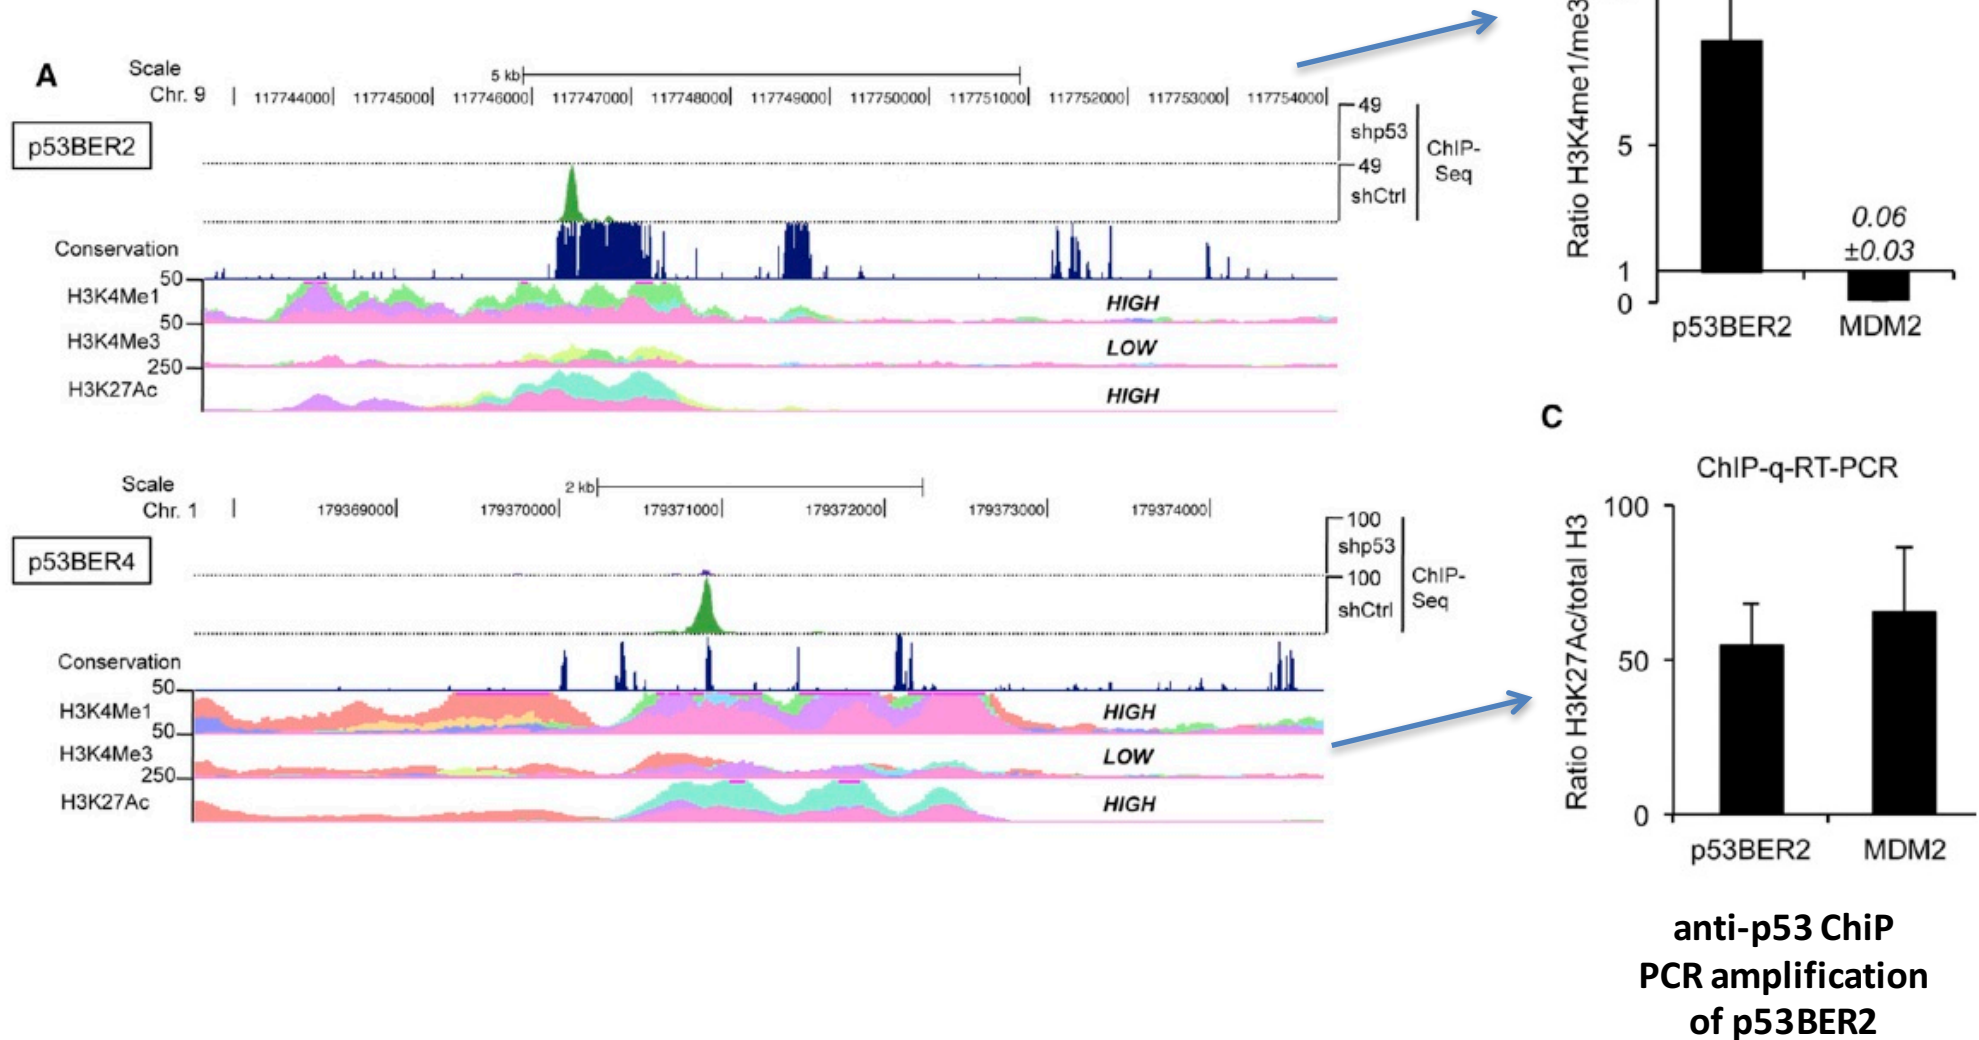 A
Scale
5 kb
Chr. 9
117744000
117745000
117746000
117747000
117748000
117749000
117750000
117751000
117752000
117753000
117754000
p53BER2
49
shp53
49
shCtrl
ChIP-
Seq
Conservation
50
H3K4Me1
HIGH
50
H3K4Me3
LOW
250
H3K27Ac
HIGH
Scale
2 kb
Chr. 1
179369000
179370000
179371000
179372000
179373000
179374000
p53BER4
100
shp53
100
shCtrl
ChIP-
Seq
Conservation
50
H3K4Me1
HIGH
50
H3K4Me3
LOW
250
H3K27Ac
HIGH
Ratio H3K4me1/me3
5
1
0
0.06
±0.03
p53BER2
MDM2
C
ChIP-q-RT-PCR
Ratio H3K27Ac/total H3
100
50
0
p53BER2
MDM2
anti-p53 ChiP
PCR amplification
of p53BER2